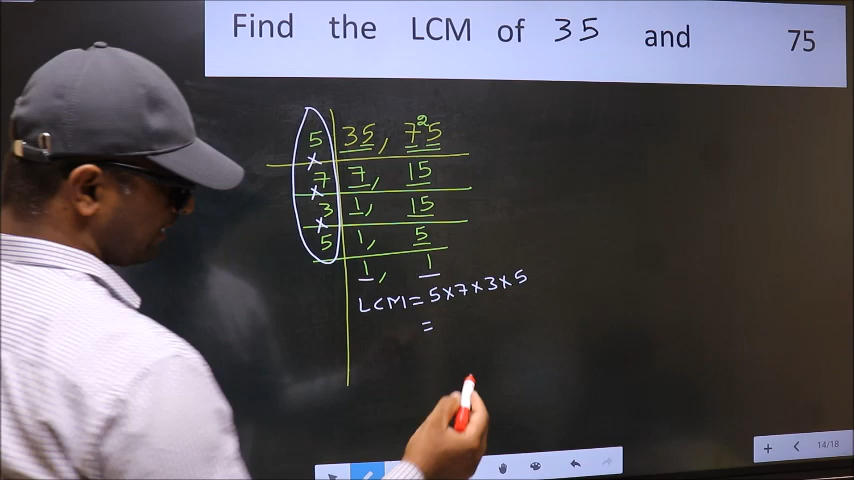 Find the LCM of 35 and 75
5 | 35, 7²5
×
7 | 7, 15
×
3 | 1, 15
×
5 | 1, 5
1, 1
LCM = 5×7×3×5
=
14/18